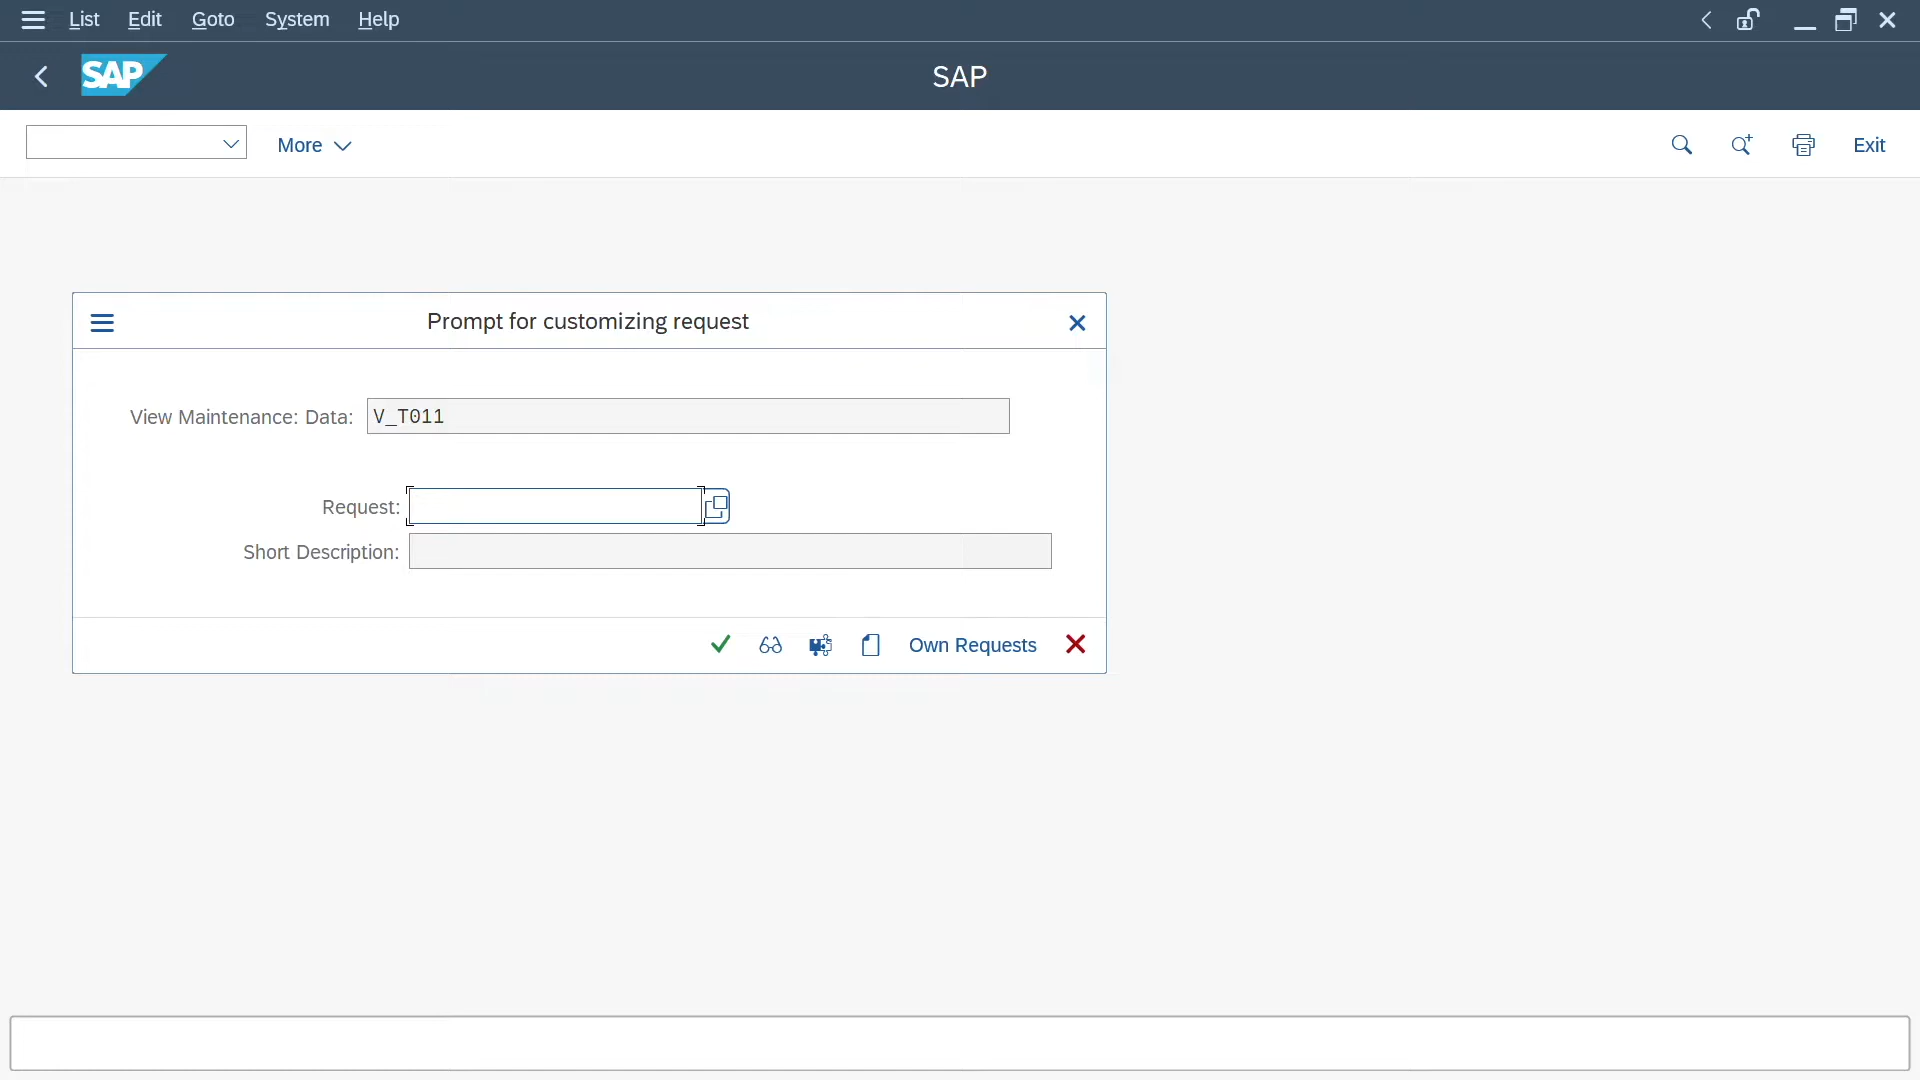 List Edit Goto System Help
SAP SAP
More Exit
Prompt for customizing request
View Maintenance: Data: V_T011
Request:
Short Description:
Own Requests